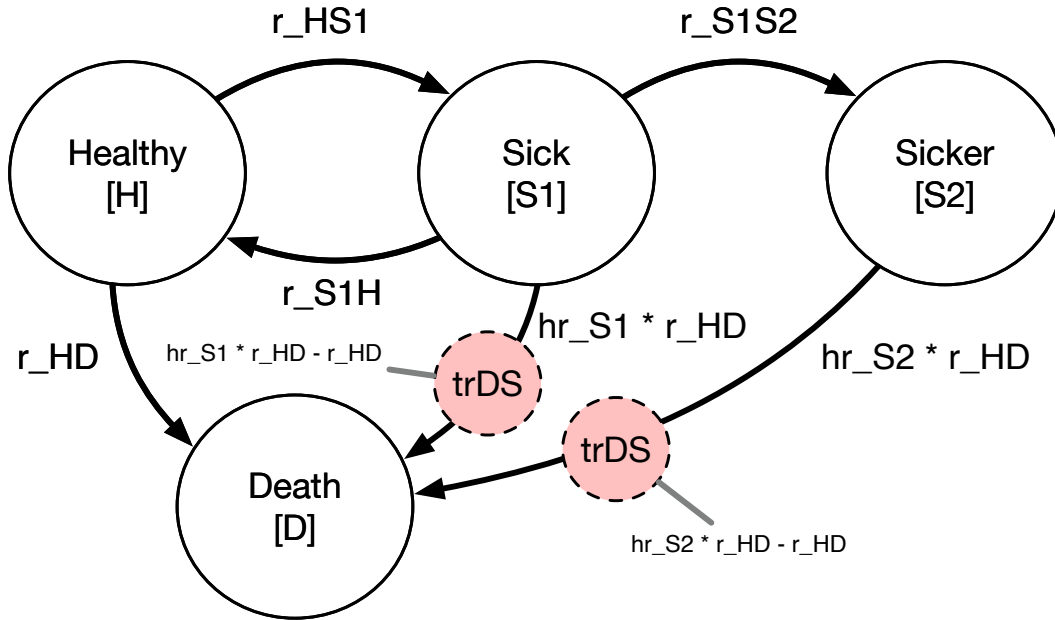 r_HS1
r_S1S2
Healthy
[H]
Sick
[S1]
Sicker
[S2]
r_S1H
hr_S1 * r_HD
r_HD
hr_S1 * r_HD - r_HD
hr_S2 * r_HD
trDS
trDS
Death
[D]
hr_S2 * r_HD - r_HD